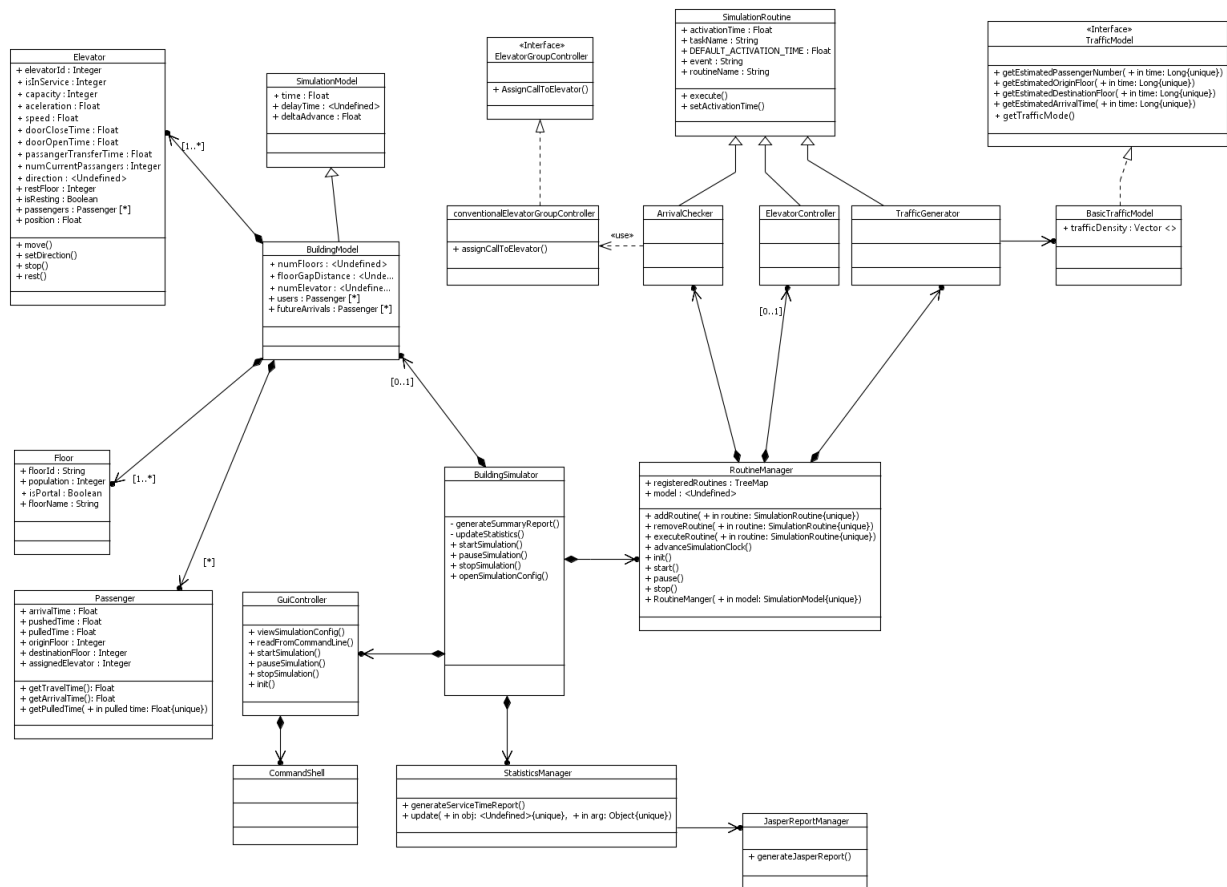 SimulationRoutine
+ activationTime : Float
+ taskName : String
+ DEFAULT_ACTIVATION_TIME : Float
+ event : String
+ routineName : String
+ execute()
+ setActivationTime()
«Interface»
TrafficModel
+ getEstimatedPassengerNumber( + in time: Long{unique})
+ getEstimatedOriginFloor( + in time: Long{unique})
+ getEstimatedDestinationFloor( + in time: Long{unique})
+ getEstimatedArrivalTime( + in time: Long{unique})
+ getTrafficMode()
«Interface»
ElevatorGroupController
+ AssignCallToElevator()
Elevator
+ elevatorId : Integer
+ isInService : Integer
+ capacity : Integer
+ aceleration : Float
+ speed : Float
+ doorCloseTime : Float
+ doorOpenTime : Float
+ passangerTransferTime : Float
+ numCurrentPassangers : Integer
+ direction : <Undefined>
+ restFloor : Integer
+ isResting : Boolean
+ passengers : Passenger [*]
+ position : Float
+ move()
+ setDirection()
+ stop()
+ rest()
SimulationModel
+ time : Float
+ delayTime : <Undefined>
+ deltaAdvance : Float
[1..*]
conventionalElevatorGroupController
+ assignCallToElevator()
«use»
ArrivalChecker
ElevatorController
TrafficGenerator
BasicTrafficModel
+ trafficDensity : Vector <>
BuildingModel
+ numFloors : <Undefined>
+ floorGapDistance : <Unde...
+ numElevator : <Undefine...
+ users : Passenger [*]
+ futureArrivals : Passenger [*]
[0..1]
[0..1]
Floor
+ floorId : String
+ population : Integer
+ isPortal : Boolean
+ floorName : String
[1..*]
[*]
BuildingSimulator
- generateSummaryReport()
- updateStatistics()
+ startSimulation()
+ pauseSimulation()
+ stopSimulation()
+ openSimulationConfig()
RoutineManager
+ registeredRoutines : TreeMap
+ model : <Undefined>
+ addRoutine( + in routine: SimulationRoutine{unique})
+ removeRoutine( + in routine: SimulationRoutine{unique})
+ executeRoutine( + in routine: SimulationRoutine{unique})
+ advanceSimulationClock()
+ init()
+ start()
+ pause()
+ stop()
+ RoutineManger( + in model: SimulationModel{unique})
Passenger
+ arrivalTime : Float
+ pushedTime : Float
+ pulledTime : Float
+ originFloor : Integer
+ destinationFloor : Integer
+ assignedElevator : Integer
+ getTravelTime(): Float
+ getArrivalTime(): Float
+ getPulledTime( + in pulled time: Float{unique})
GuiController
+ viewSimulationConfig()
+ readFromCommandLine()
+ startSimulation()
+ pauseSimulation()
+ stopSimulation()
+ init()
CommandShell
StatisticsManager
+ generateServiceTimeReport()
+ update( + in obj: <Undefined>{unique}, + in arg: Object{unique})
JasperReportManager
+ generateJasperReport()